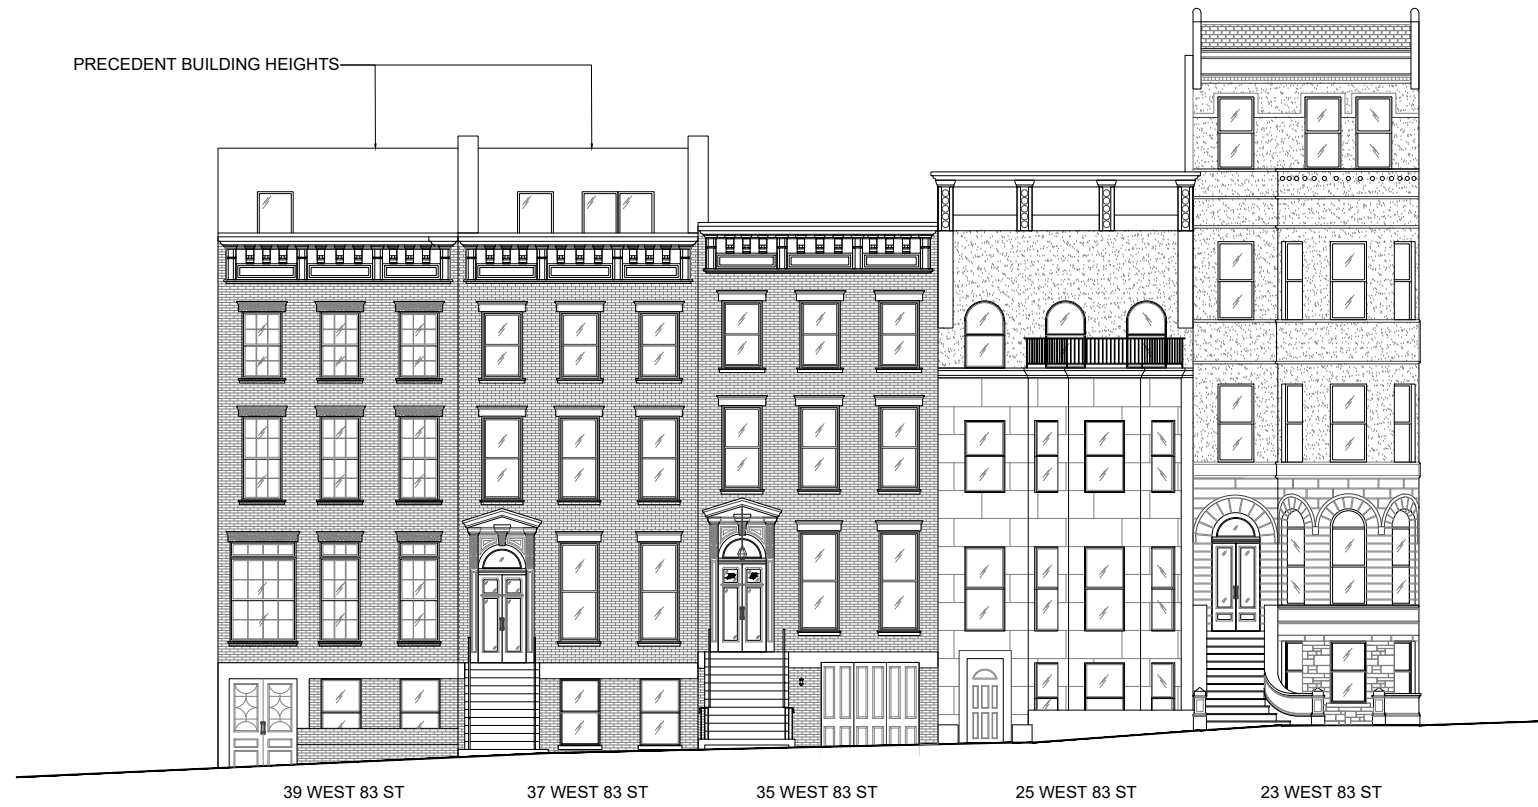 PRECEDENT BUILDING HEIGHTS
39 WEST 83 ST
37 WEST 83 ST
35 WEST 83 ST
25 WEST 83 ST
23 WEST 83 ST